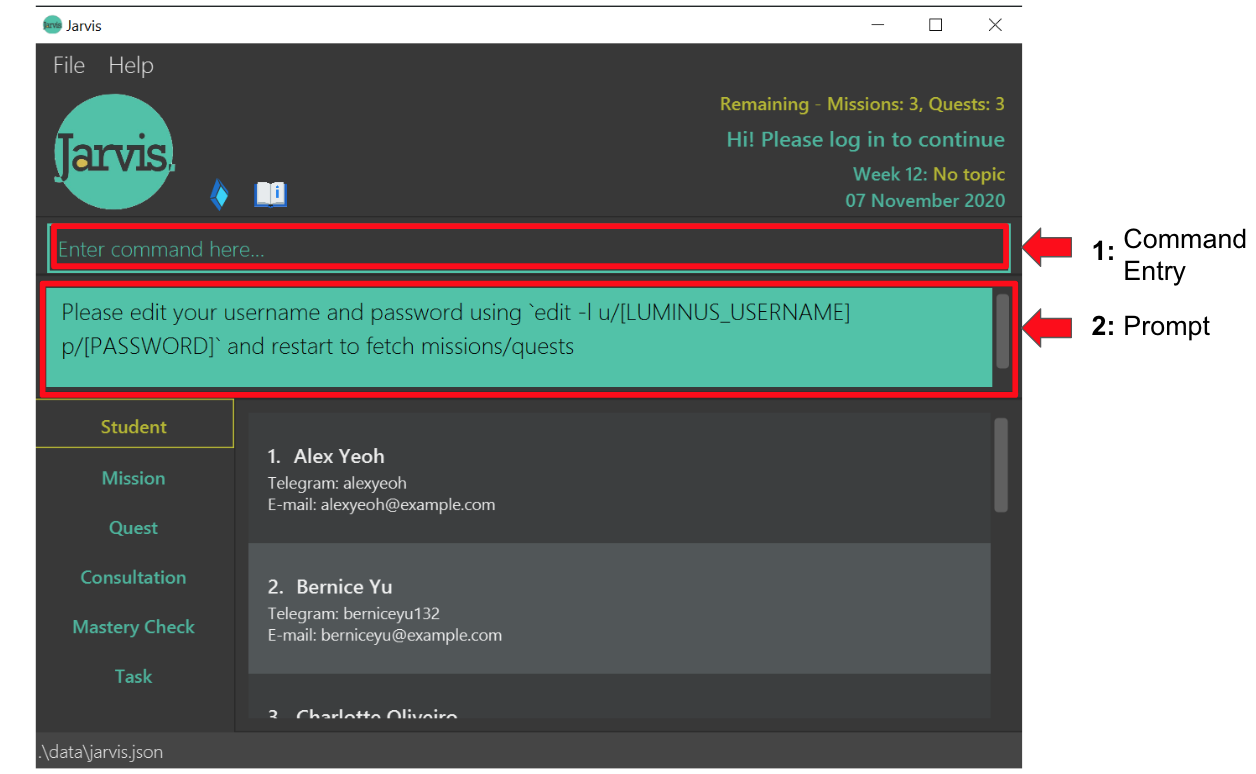 Jarvis
File Help
Jarvis
Remaining - Missions: 3, Quests: 3
Hi! Please log in to continue
Week 12: No topic
07 November 2020
Enter command here...
1: Command
Entry
Please edit your username and password using `edit -l u/[LUMINUS_USERNAME]
p/[PASSWORD]` and restart to fetch missions/quests
2: Prompt
Student
Mission
Quest
Consultation
Mastery Check
Task
1. Alex Yeoh
Telegram: alexyeoh
E-mail: alexyeoh@example.com
2. Bernice Yu
Telegram: berniceyu132
E-mail: berniceyu@example.com
3. Charlotte Oliveiro
.\data\jarvis.json